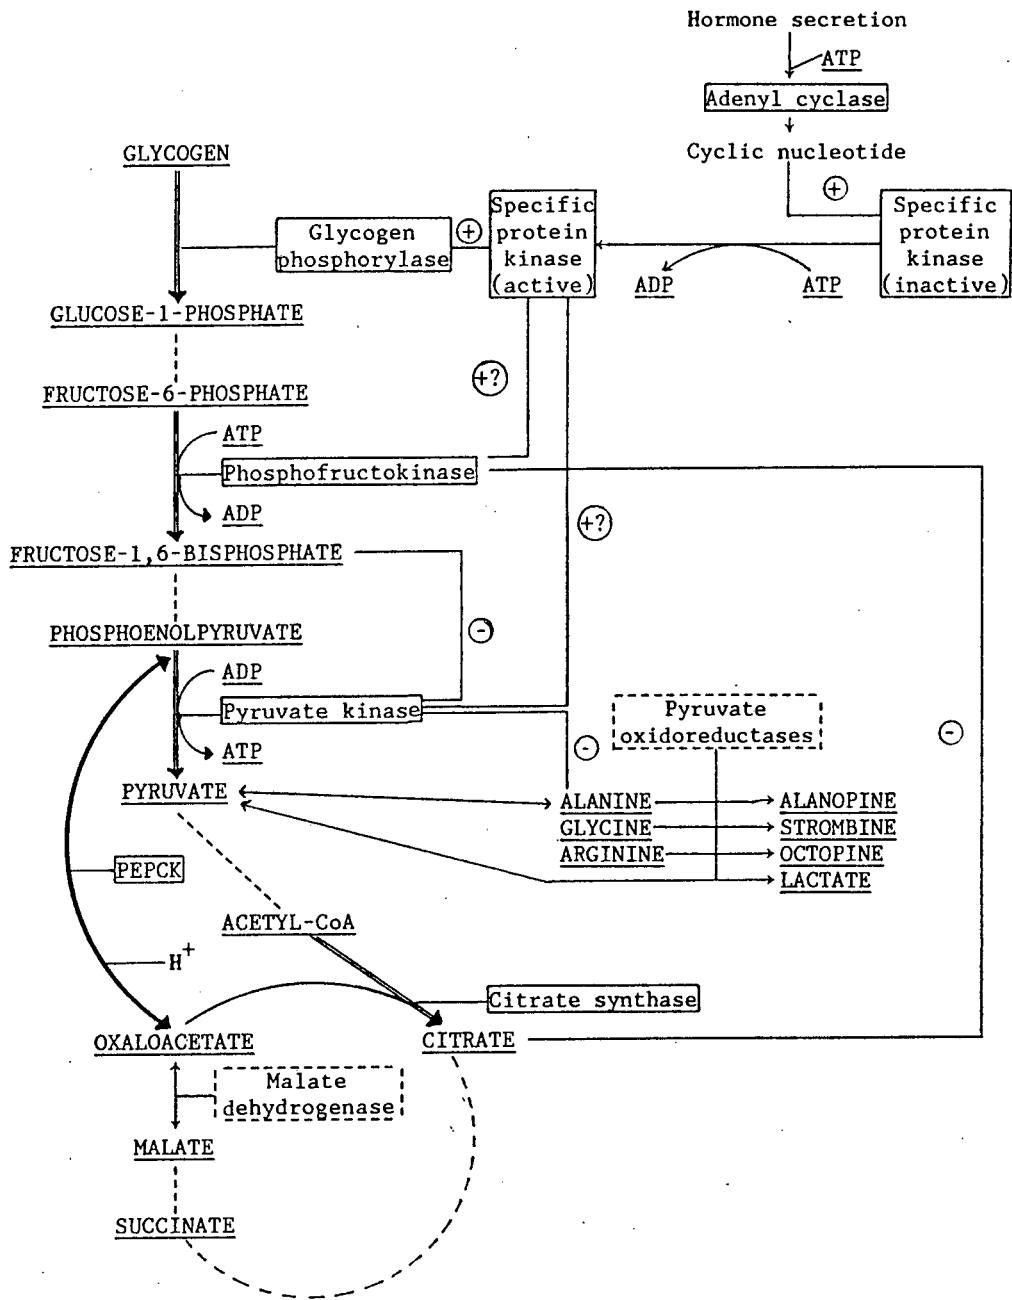 Hormone secretion
ATP
Adenyl cyclase
Cyclic nucleotide
GLYCOGEN
+
Specific
protein
kinase
(inactive)
Specific
protein
kinase
(active)
+
Glycogen
phosphorylase
ADP
ATP
GLUCOSE-1-PHOSPHATE
+?
FRUCTOSE-6-PHOSPHATE
ATP
Phosphofructokinase
ADP
+?
FRUCTOSE-1,6-BISPHOSPHATE
-
PHOSPHOENOLPYRUVATE
ADP
Pyruvate kinase
ATP
Pyruvate
oxidoreductases
-
-
PYRUVATE
ALANINE
ALANOPINE
GLYCINE
STROMBINE
ARGININE
OCTOPINE
LACTATE
PEPCK
ACETYL-CoA
H+
Citrate synthase
OXALOACETATE
CITRATE
Malate
dehydrogenase
MALATE
SUCCINATE